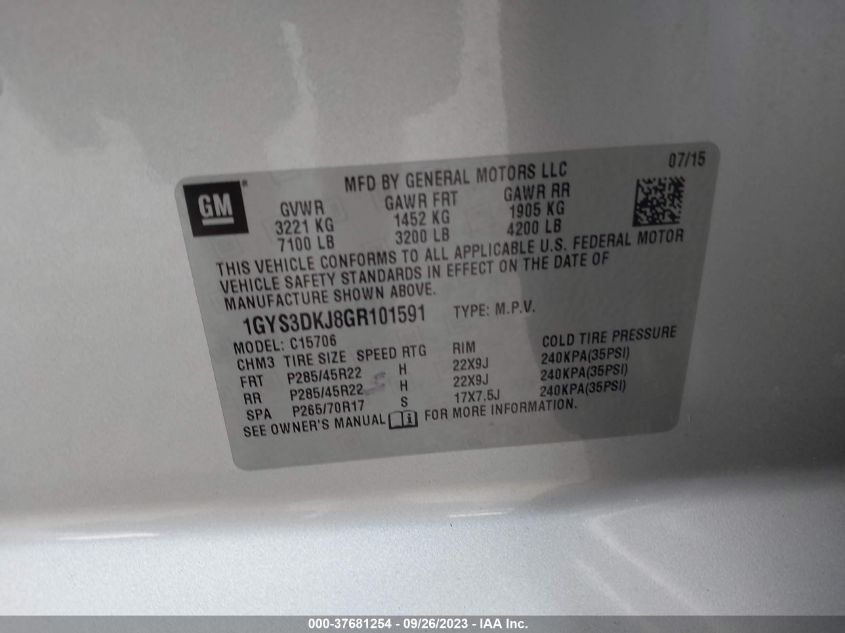 07/15
GM
MFD BY GENERAL MOTORS LLC
GVWR GAWR FRT GAWR RR
3221 KG 1452 KG 1905 KG
7100 LB 3200 LB 4200 LB
THIS VEHICLE CONFORMS TO ALL APPLICABLE U.S. FEDERAL MOTOR
VEHICLE SAFETY STANDARDS IN EFFECT ON THE DATE OF
MANUFACTURE SHOWN ABOVE.
1GYS3DKJ8GR101591 TYPE: M.P.V.
MODEL: C15706
CHM3 TIRE SIZE SPEED RTG RIM COLD TIRE PRESSURE
FRT P285/45R22 H 22X9J 240KPA(35PSI)
RR P285/45R22 H 22X9J 240KPA(35PSI)
SPA P265/70R17 S 17X7.5J 240KPA(35PSI)
SEE OWNER'S MANUAL FOR MORE INFORMATION.
000-37681254 - 09/26/2023 - IAA Inc.